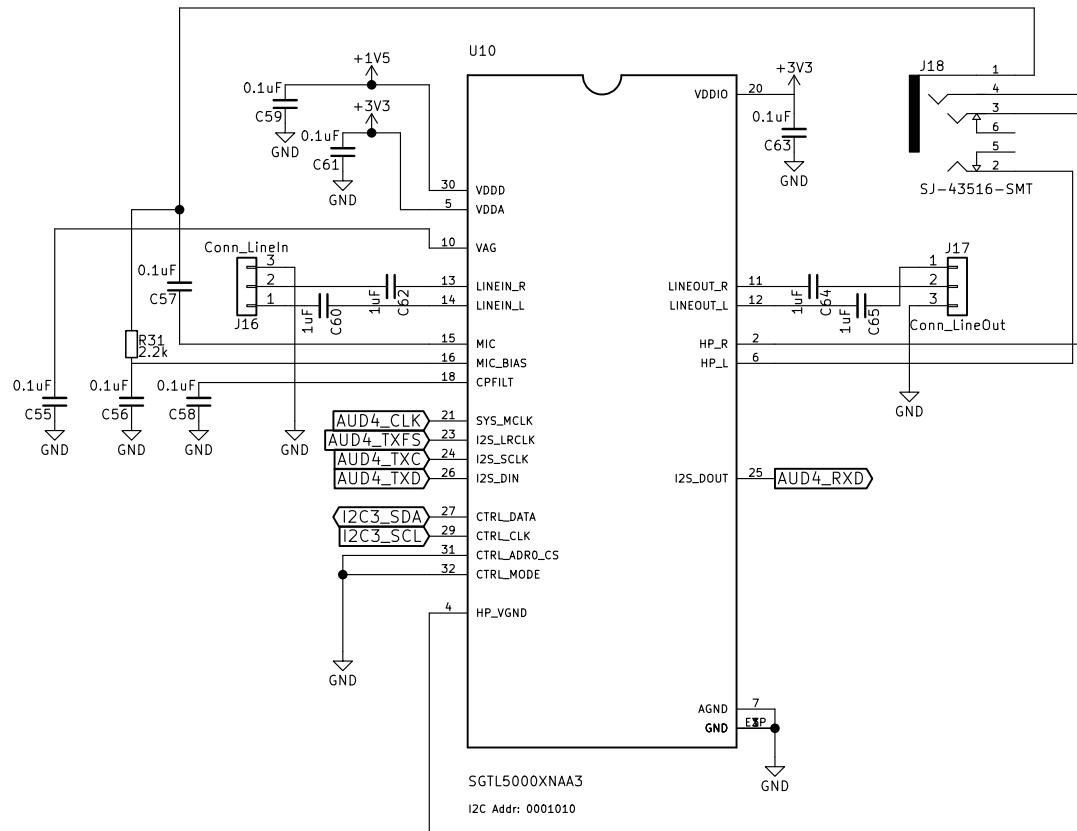 U10
+1V5
0.1uF
C59
GND
+3V3
0.1uF
C61
GND
+3V3
0.1uF
C63
GND
J18
1
4
3
6
5
2
SJ-43516-SMT
20
VDDIO
30 VDDD
5 VDDA
10 VAG
Conn_LineIn
3
2
1
J16
0.1uF
C57
1uF
C62
1uF
C60
13 LINEIN_R
14 LINEIN_L
LINEOUT_R 11
LINEOUT_L 12
1uF
C64
1uF
C65
J17
1
2
3
Conn_LineOut
GND
R31
2.2k
15 MIC
16 MIC_BIAS
18 CPFILT
HP_R 2
HP_L 6
0.1uF
C55
GND
0.1uF
C56
GND
0.1uF
C58
GND
GND
AUD4_CLK 21 SYS_MCLK
AUD4_TXFS 23 I2S_LRCLK
AUD4_TXC 24 I2S_SCLK
AUD4_TXD 26 I2S_DIN
I2S_DOUT 25 AUD4_RXD
I2C3_SDA 27 CTRL_DATA
I2C3_SCL 29 CTRL_CLK
31 CTRL_ADR0_CS
32 CTRL_MODE
4 HP_VGND
GND
AGND 7
GND
GND
SGTL5000XNAA3
I2C Addr: 0001010